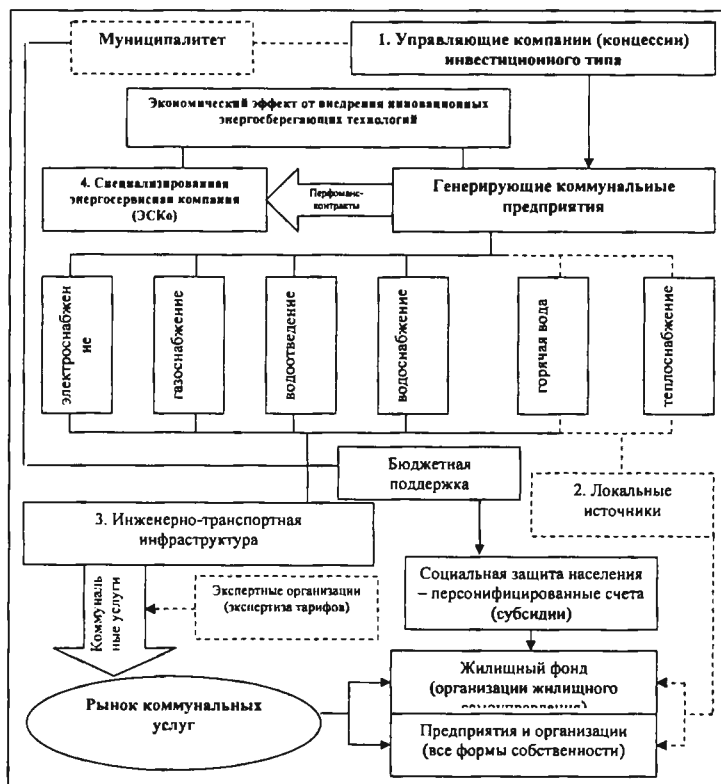 Муниципалитет
1. Управляющие компании (концессии)
инвестиционного типа
Экономический эффект от внедрения инновационных
энергосберегающих технологий
4. Специализированная
энергосервисная компания
(ЭСКо)
Перфоманс-
контракты
Генерирующие коммунальные
предприятия
электроснабжен
ие
газоснабжение
водоотведение
водоснабжение
горячая вода
теплоснабжение
Бюджетная
поддержка
2. Локальные
источники
3. Инженерно-транспортная
инфраструктура
Коммуналь
ные услуги
Экспертные организации
(экспертиза тарифов)
Социальная защита населения
– персонифицированные счета
(субсидии)
Жилищный фонд
(организации жилищного
Рынок коммунальных
услуг
Предприятия и организации
(все формы собственности)